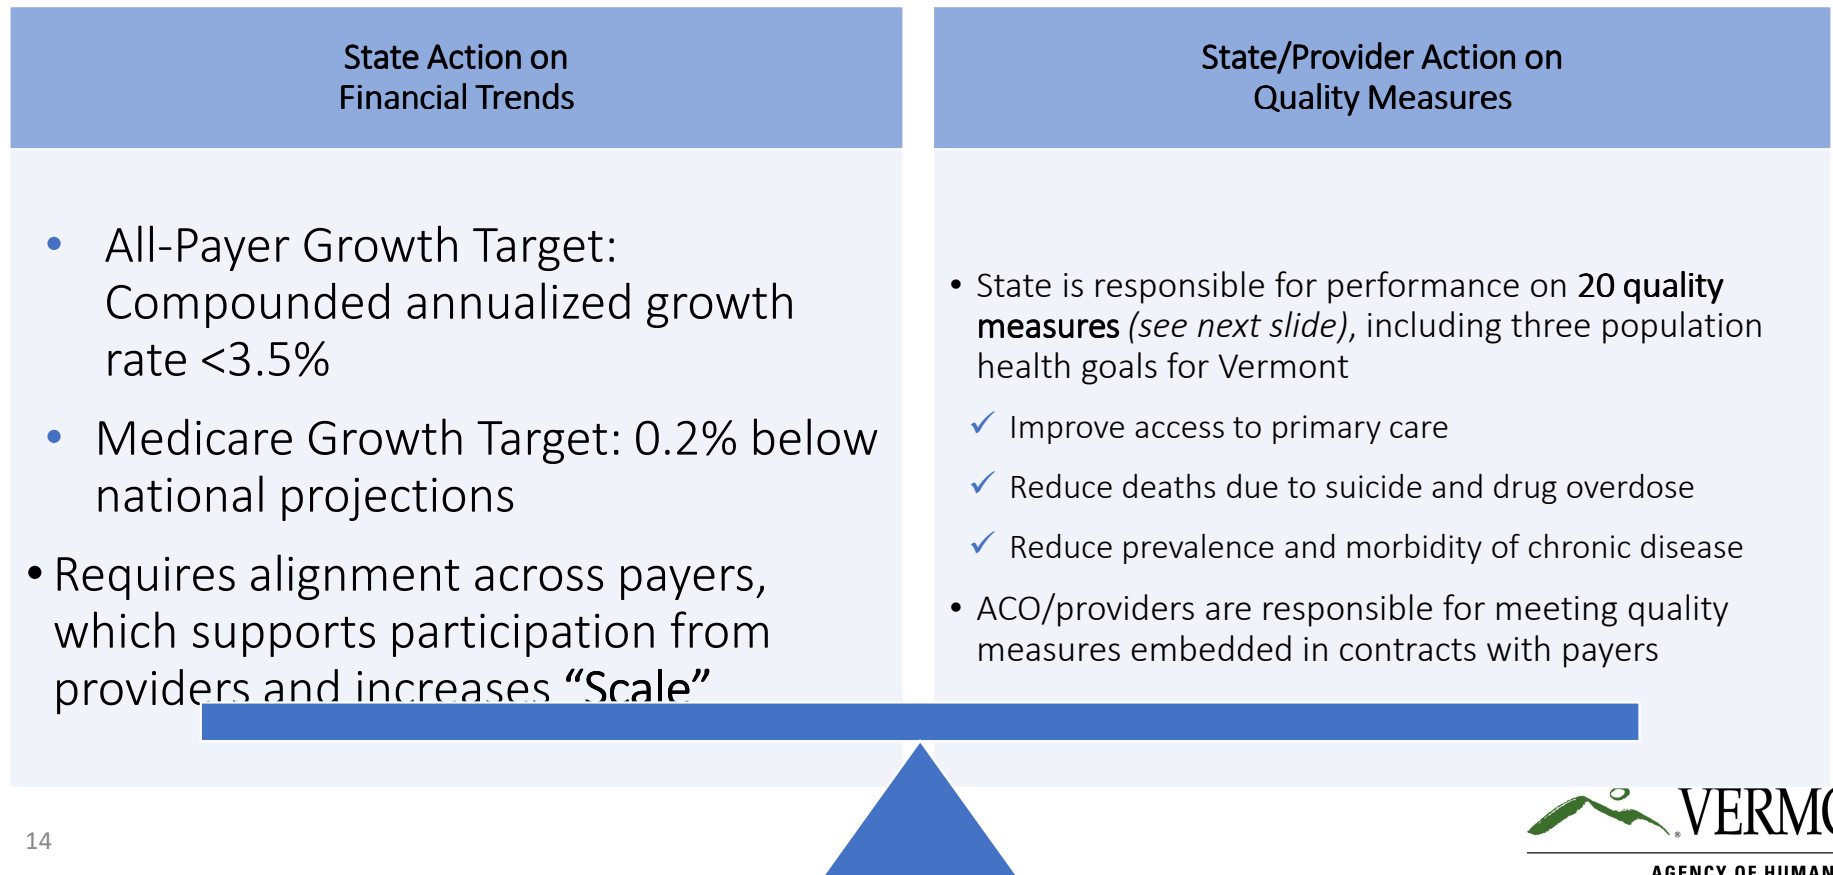 State Action on
Financial Trends
• All-Payer Growth Target:
Compounded annualized growth
rate <3.5%
• Medicare Growth Target: 0.2% below
national projections
• Requires alignment across payers,
which supports participation from
providers and increases “Scale”
State/Provider Action on
Quality Measures
• State is responsible for performance on 20 quality
measures (see next slide), including three population
health goals for Vermont
✓ Improve access to primary care
✓ Reduce deaths due to suicide and drug overdose
✓ Reduce prevalence and morbidity of chronic disease
• ACO/providers are responsible for meeting quality
measures embedded in contracts with payers
14
AGENCY OF HUMAN